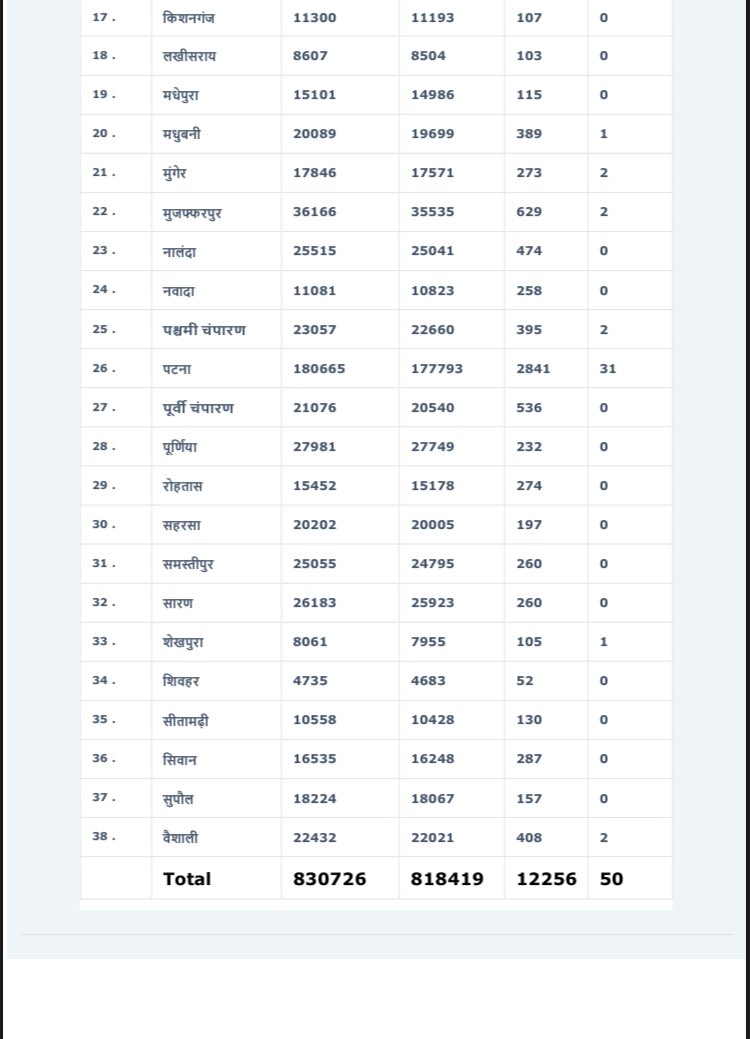 17 . किशनगंज 11300 11193 107 0
18 . लखीसराय 8607 8504 103 0
19 . मधेपुरा 15101 14986 115 0
20 . मधुबनी 20089 19699 389 1
21 . मुंगेर 17846 17571 273 2
22 . मुजफ्फरपुर 36166 35535 629 2
23 . नालंदा 25515 25041 474 0
24 . नवादा 11081 10823 258 0
25 . पश्चमी चंपारण 23057 22660 395 2
26 . पटना 180665 177793 2841 31
27 . पूर्वी चंपारण 21076 20540 536 0
28 . पूर्णिया 27981 27749 232 0
29 . रोहतास 15452 15178 274 0
30 . सहरसा 20202 20005 197 0
31 . समस्तीपुर 25055 24795 260 0
32 . सारण 26183 25923 260 0
33 . शेखपुरा 8061 7955 105 1
34 . शिवहर 4735 4683 52 0
35 . सीतामढ़ी 10558 10428 130 0
36 . सिवान 16535 16248 287 0
37 . सुपौल 18224 18067 157 0
38 . वैशाली 22432 22021 408 2
Total 830726 818419 12256 50